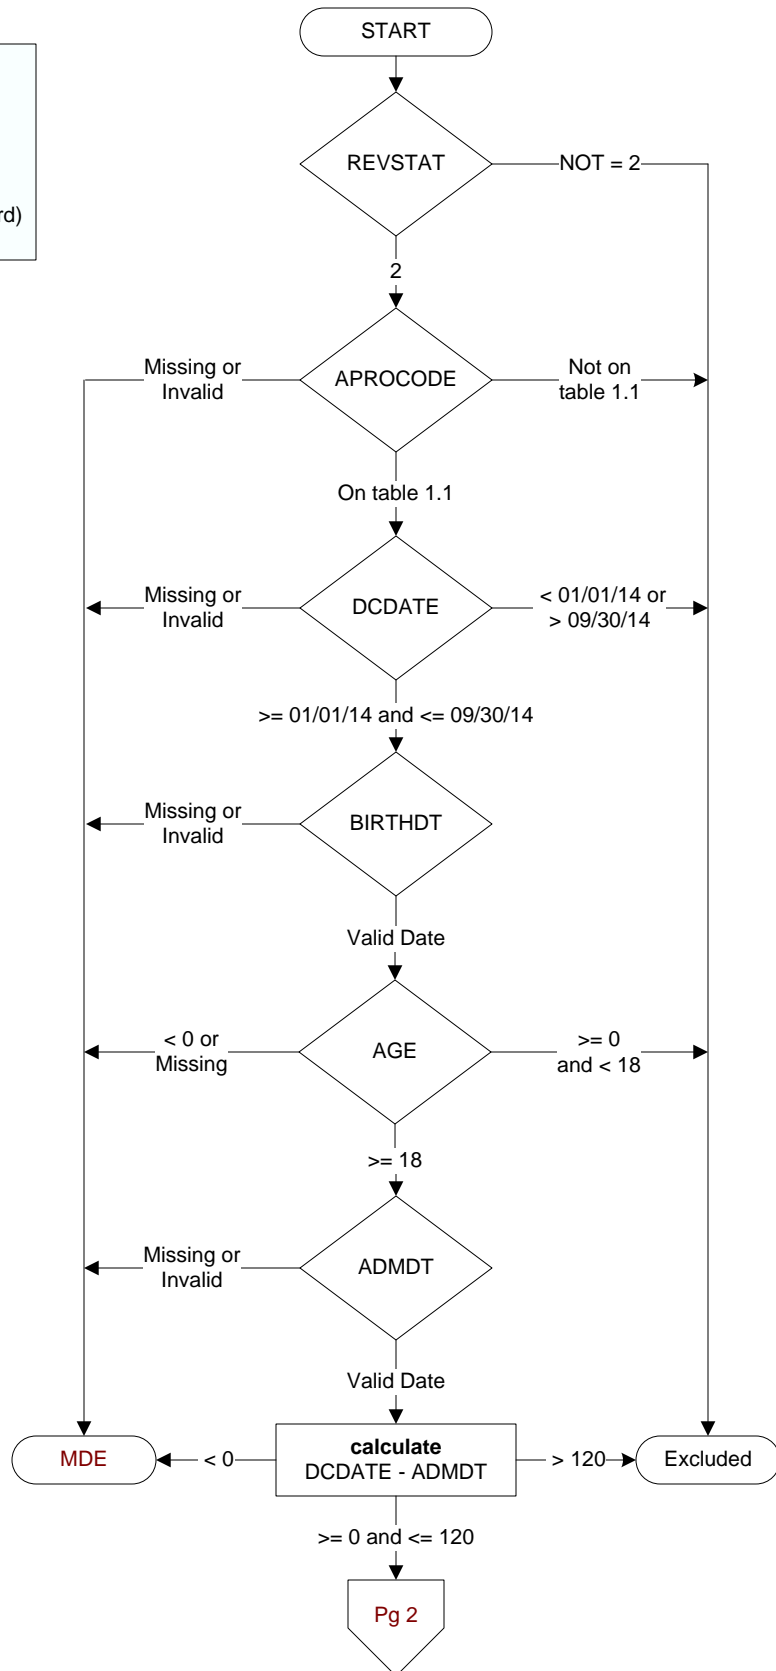 START
rd)
REVSTAT
NOT = 2
2
Missing or
Invalid
APROCODE
Not on
table 1.1
On table 1.1
Missing or
Invalid
DCDATE
< 01/01/14 or
> 09/30/14
>= 01/01/14 and <= 09/30/14
Missing or
Invalid
BIRTHDT
Valid Date
< 0 or
Missing
AGE
>= 0
and < 18
>= 18
Missing or
Invalid
ADMDT
Valid Date
MDE
< 0
calculate
DCDATE - ADMDT
> 120
Excluded
>= 0 and <= 120
Pg 2